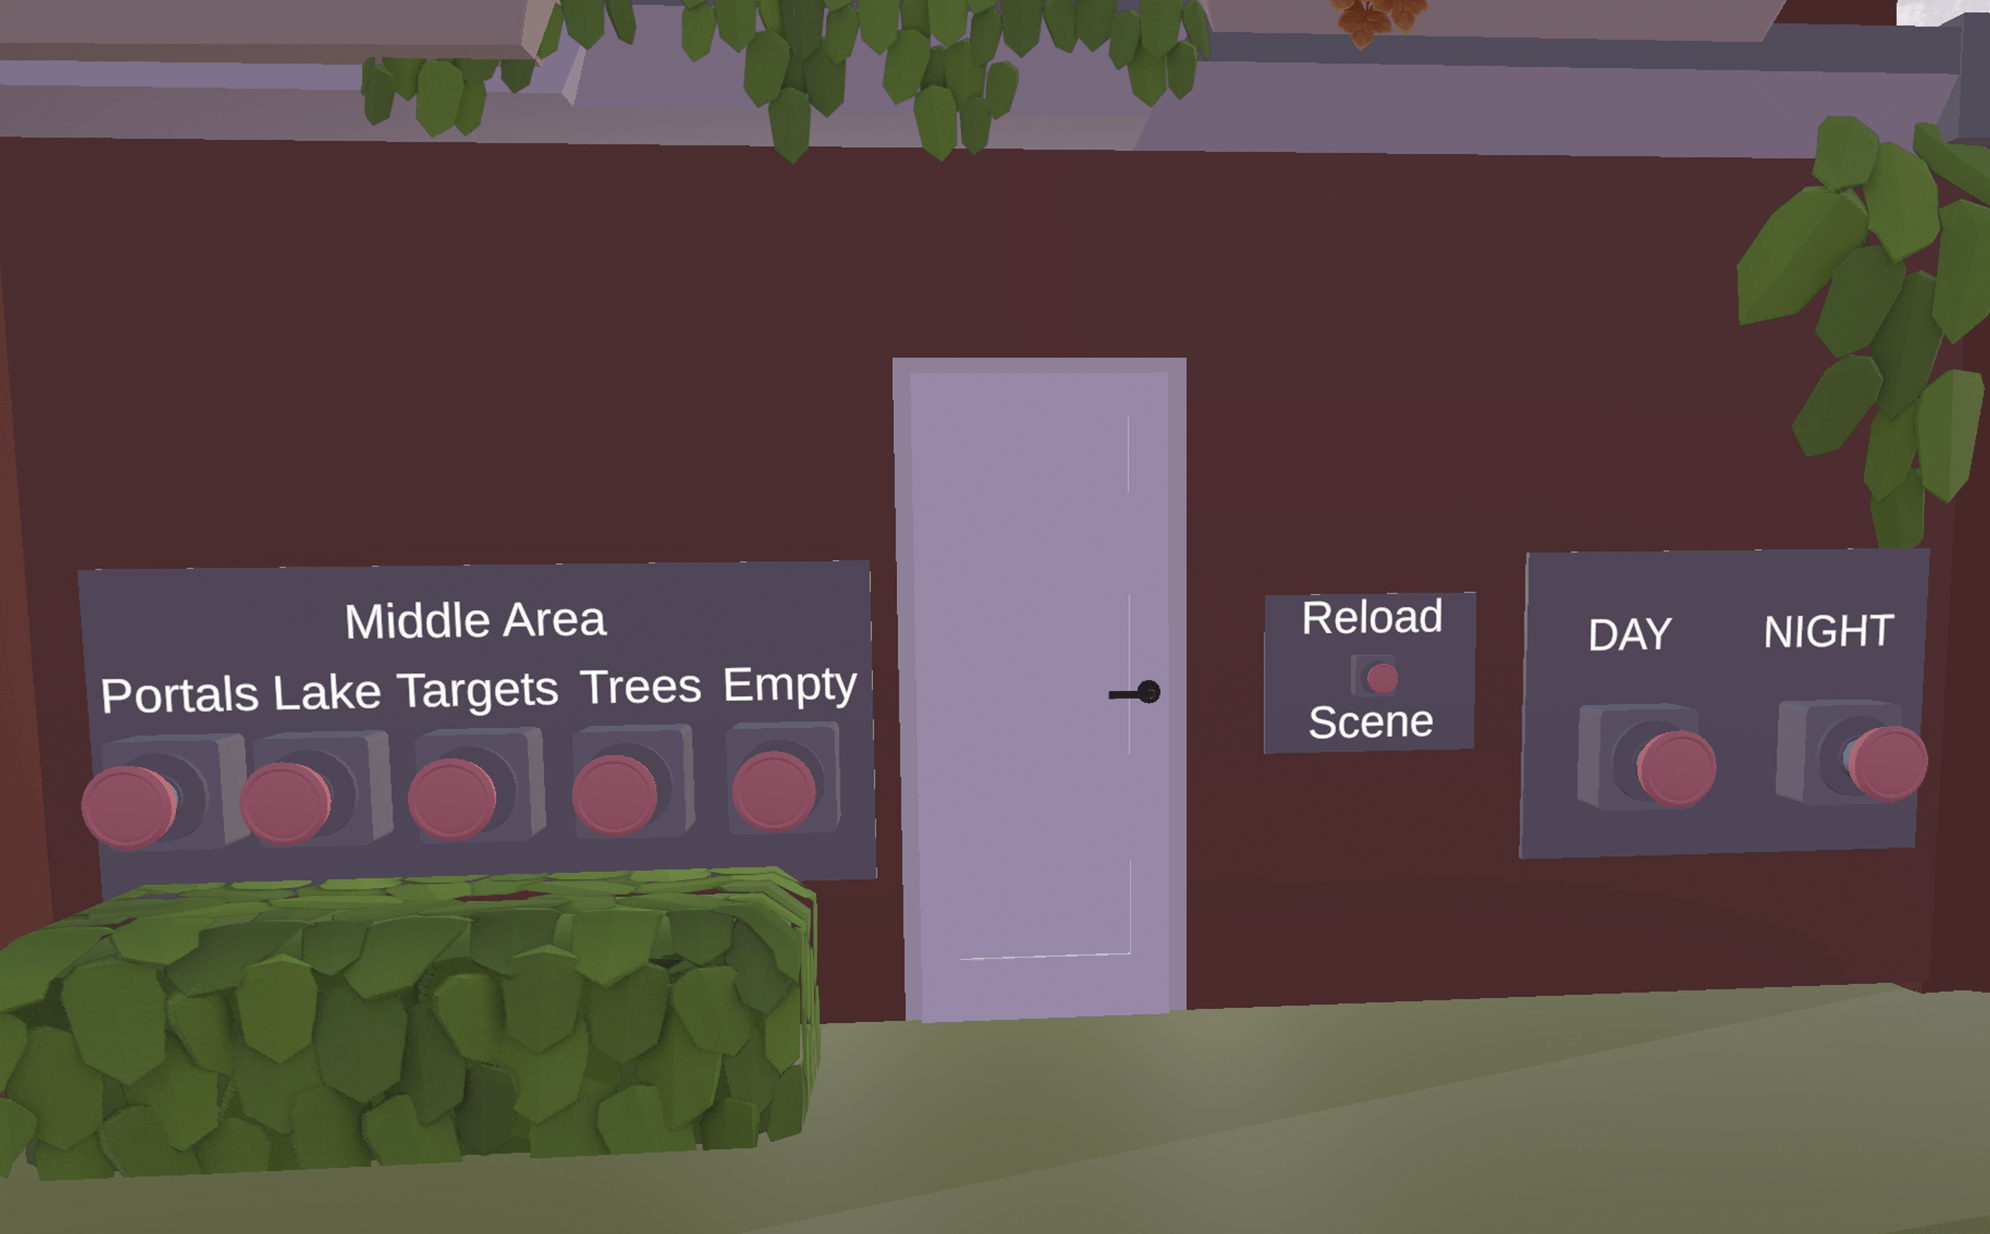 Middle Area
Portals Lake Targets Trees Empty
Reload
Scene
DAY NIGHT